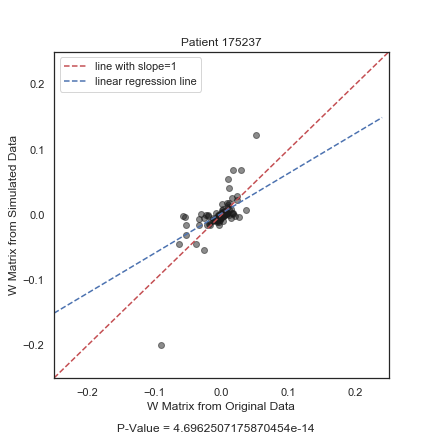 Patient 175237
line with slope=1
linear regression line
0.2
0.1
0.0
−0.1
−0.2
W Matrix from Simulated Data
−0.2
−0.1
0.0
0.1
0.2
W Matrix from Original Data
P-Value = 4.6962507175870454e-14